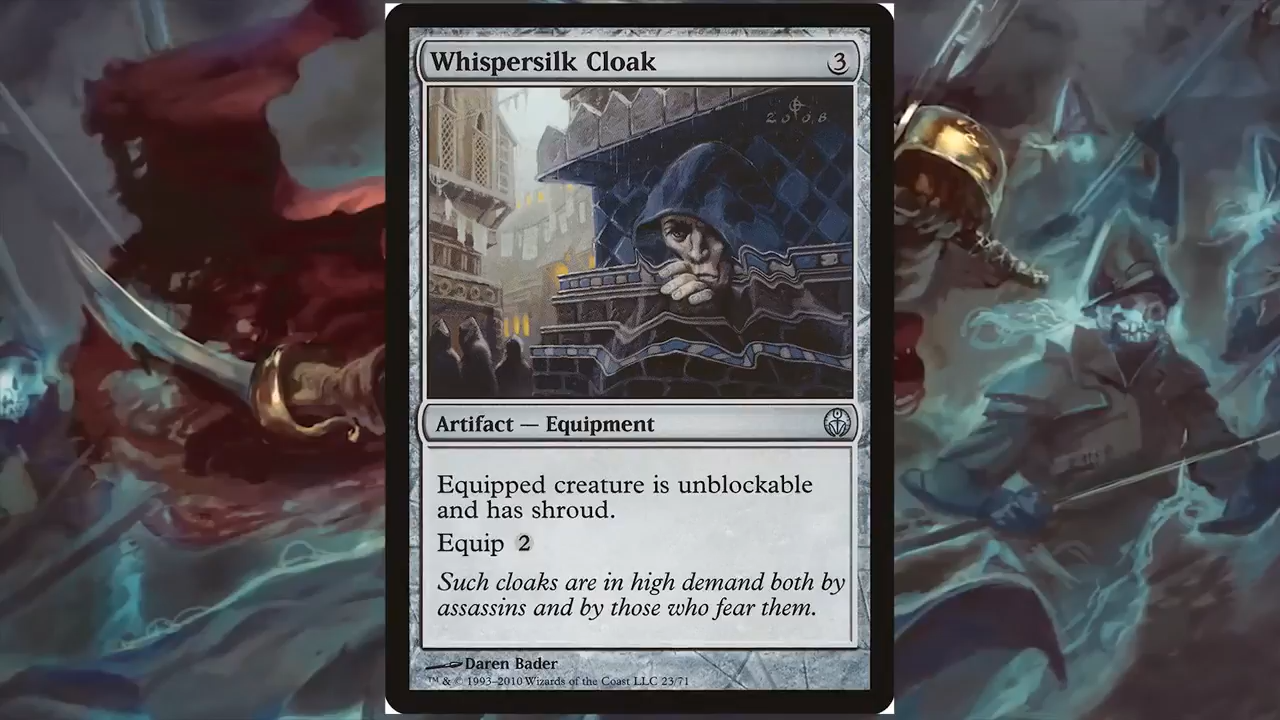 Whispersilk Cloak 3
2006
Artifact — Equipment
Equipped creature is unblockable
and has shroud.
Equip 2
Such cloaks are in high demand both by
assassins and by those who fear them.
Daren Bader
™ & © 1993–2010 Wizards of the Coast LLC 23/71